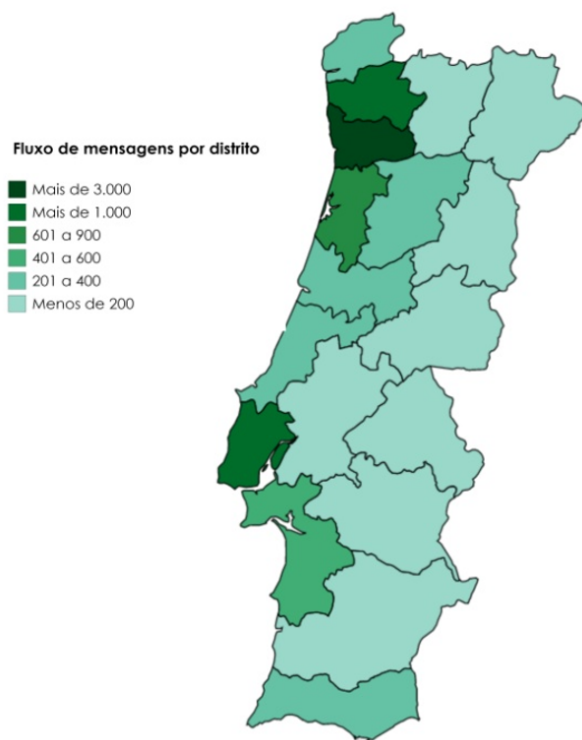 Fluxo de mensagens por distrito
Mais de 3.000
Mais de 1.000
601 a 900
401 a 600
201 a 400
Menos de 200